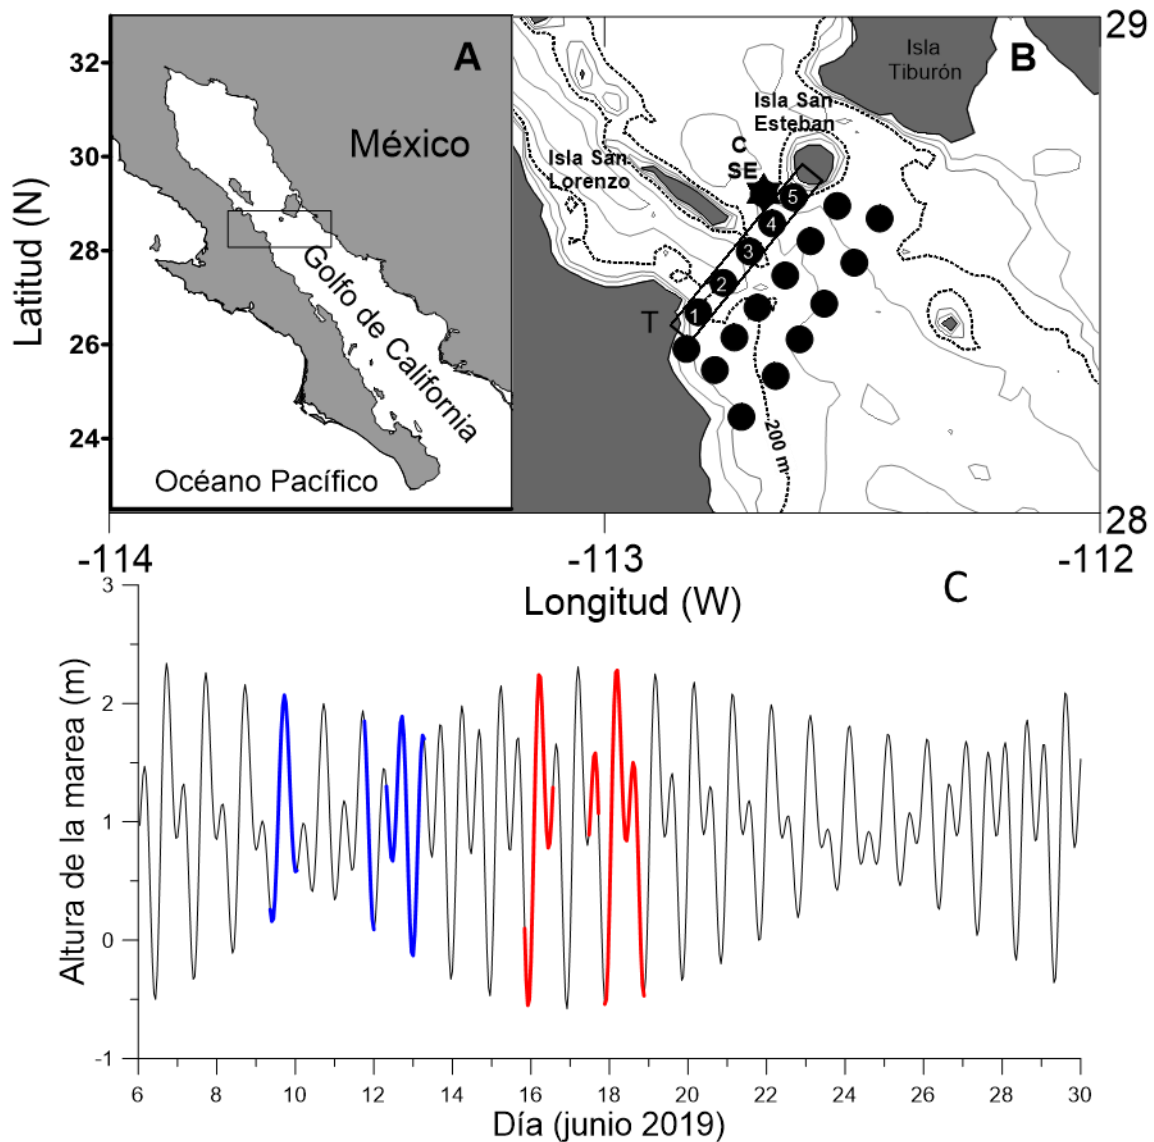 A
México
Golfo de California
Océano Pacífico
Latitud (N)
32
30
28
26
24
B
Isla
Tiburón
Isla San
Esteban
Isla San
Lorenzo
C
SE
5
4
3
2
1
T
200 m
29
28
-114
-113
-112
Longitud (W)
C
Altura de la marea (m)
3
2
1
0
-1
6
8
10
12
14
16
18
20
22
24
26
28
30
Día (junio 2019)